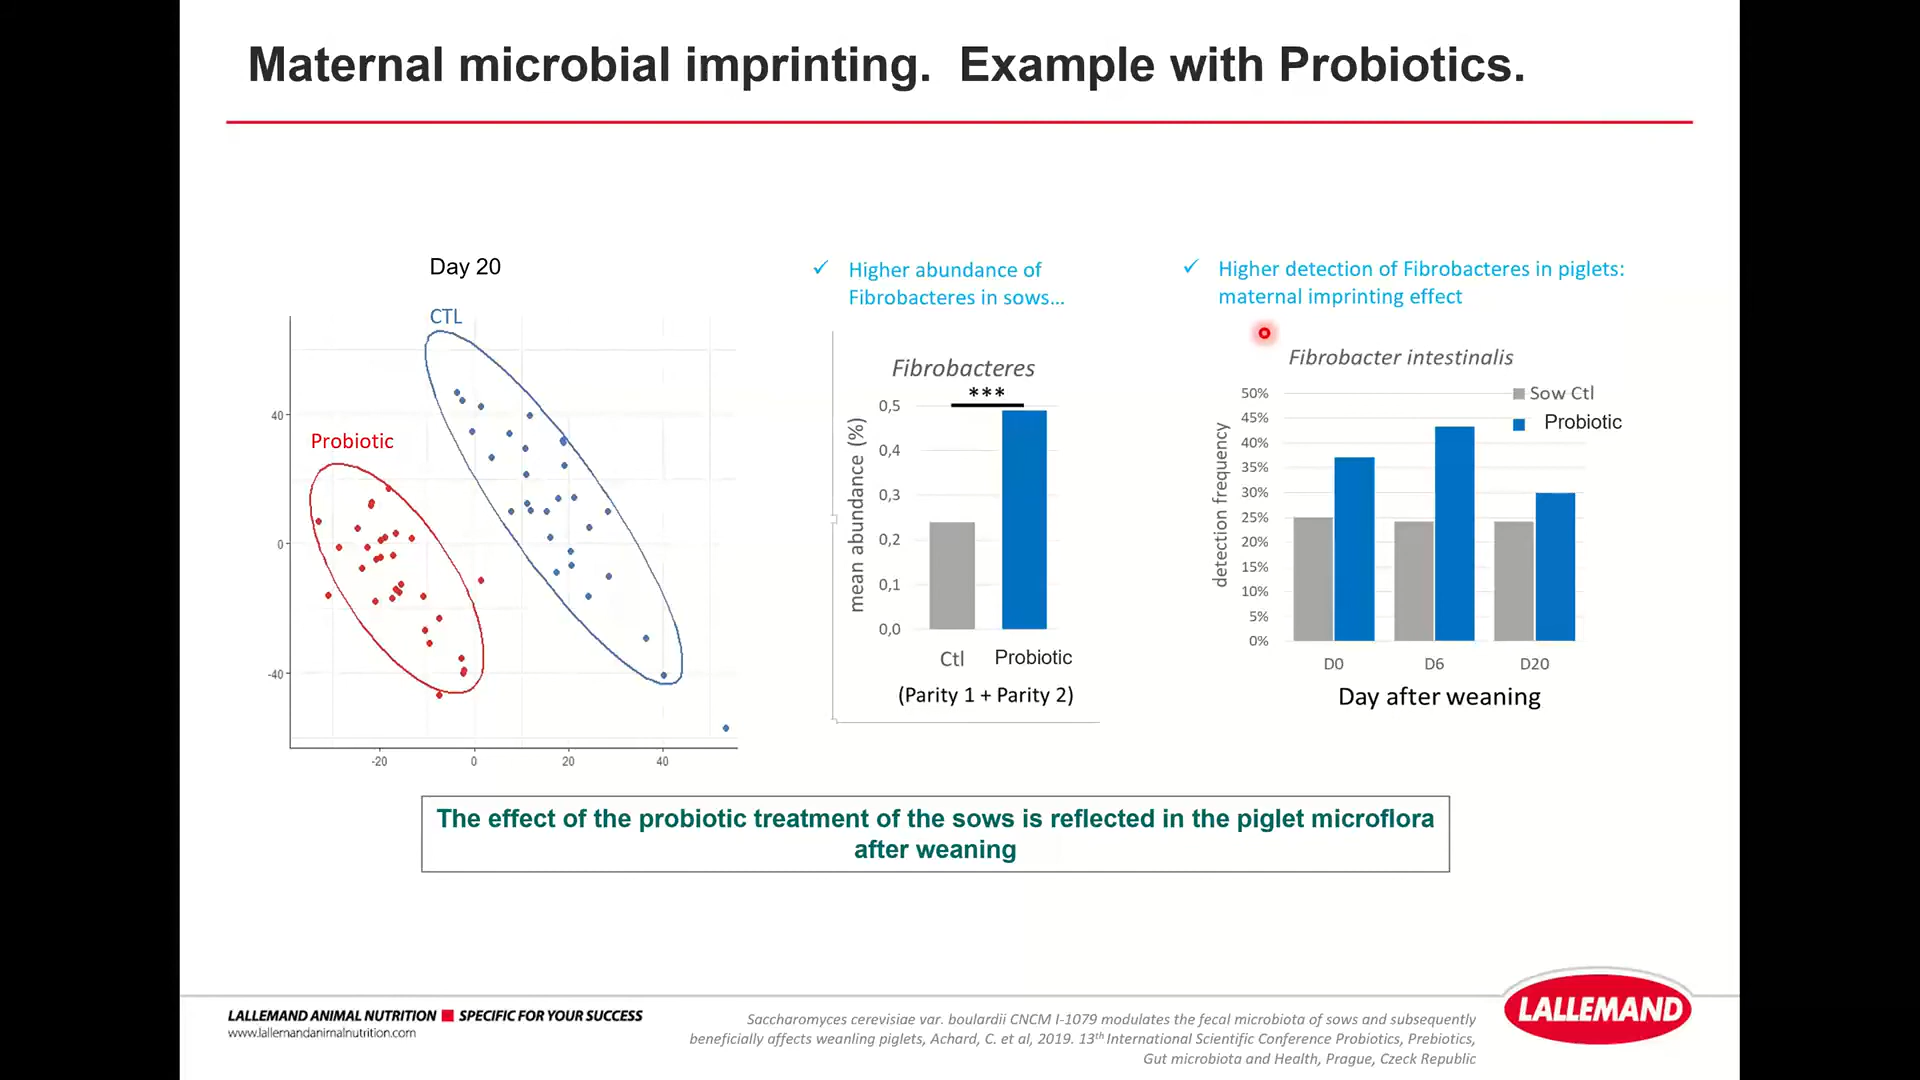 Maternal microbial imprinting.  Example with Probiotics.
Day 20
CTL
Probiotic
40
0
-40
-20
0
20
40
✓ Higher abundance of
Fibrobacteres in sows...
Fibrobacteres
***
mean abundance (%)
0,5
0,4
0,3
0,2
0,1
0,0
Ctl
Probiotic
(Parity 1 + Parity 2)
✓ Higher detection of Fibrobacteres in piglets:
maternal imprinting effect
Fibrobacter intestinalis
Sow Ctl
Probiotic
detection frequency
50%
45%
40%
35%
30%
25%
20%
15%
10%
5%
0%
D0
D6
D20
Day after weaning
The effect of the probiotic treatment of the sows is reflected in the piglet microflora
after weaning
LALLEMAND ANIMAL NUTRITION ■ SPECIFIC FOR YOUR SUCCESS
www.lallemandanimalnutrition.com
Saccharomyces cerevisiae var. boulardii CNCM I-1079 modulates the fecal microbiota of sows and subsequently
beneficially affects weanling piglets, Achard, C. et al, 2019. 13th International Scientific Conference Probiotics, Prebiotics,
Gut microbiota and Health, Prague, Czeck Republic
LALLEMAND